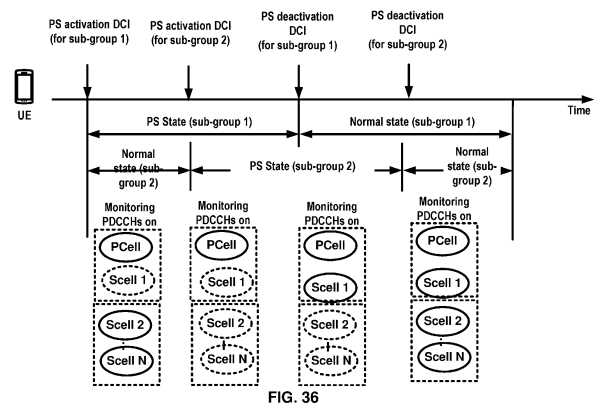 PS activation DCI
(for sub-group 1)
PS activation DCI
(for sub-group 2)
PS deactivation
DCI
(for sub-group 1)
PS deactivation
DCI
(for sub-group 2)
UE
Time
PS State (sub-group 1)
Normal state (sub-group 1)
Normal
state (sub-
group 2)
PS State (sub-group 2)
Normal
state (sub-
group 2)
Monitoring
PDCCHs on
PCell
Scell 1
Scell 2
Scell N
Monitoring
PDCCHs on
PCell
Scell 1
Scell 2
Scell N
Monitoring
PDCCHs on
PCell
Scell 1
Scell 2
Scell N
Monitoring
PDCCHs on
PCell
Scell 1
Scell 2
Scell N
FIG. 36